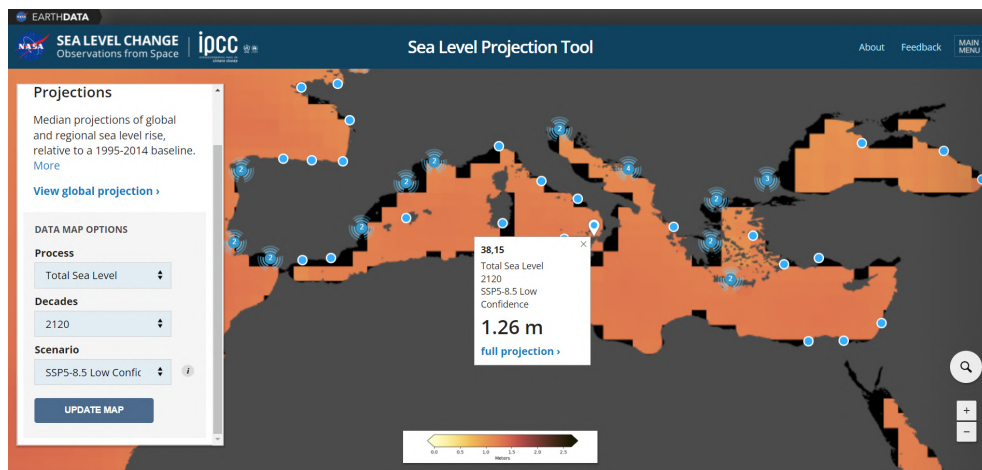 EARTHDATA
NASA
SEA LEVEL CHANGE
Observations from Space
ipcc
Sea Level Projection Tool
About
Feedback
MAIN
MENU
Projections
Median projections of global
and regional sea level rise,
relative to a 1995-2014 baseline.
More
View global projection ›
DATA MAP OPTIONS
Process
Total Sea Level
Decades
2120
Scenario
SSP5-8.5 Low Confic
i
UPDATE MAP
2
2
2
2
2
2
2
4
2
3
2
2
38,15
×
Total Sea Level
2120
SSP5-8.5 Low
Confidence
1.26 m
full projection ›
+
−
0.0 0.5 1.0 1.5 2.0 2.5
Meters